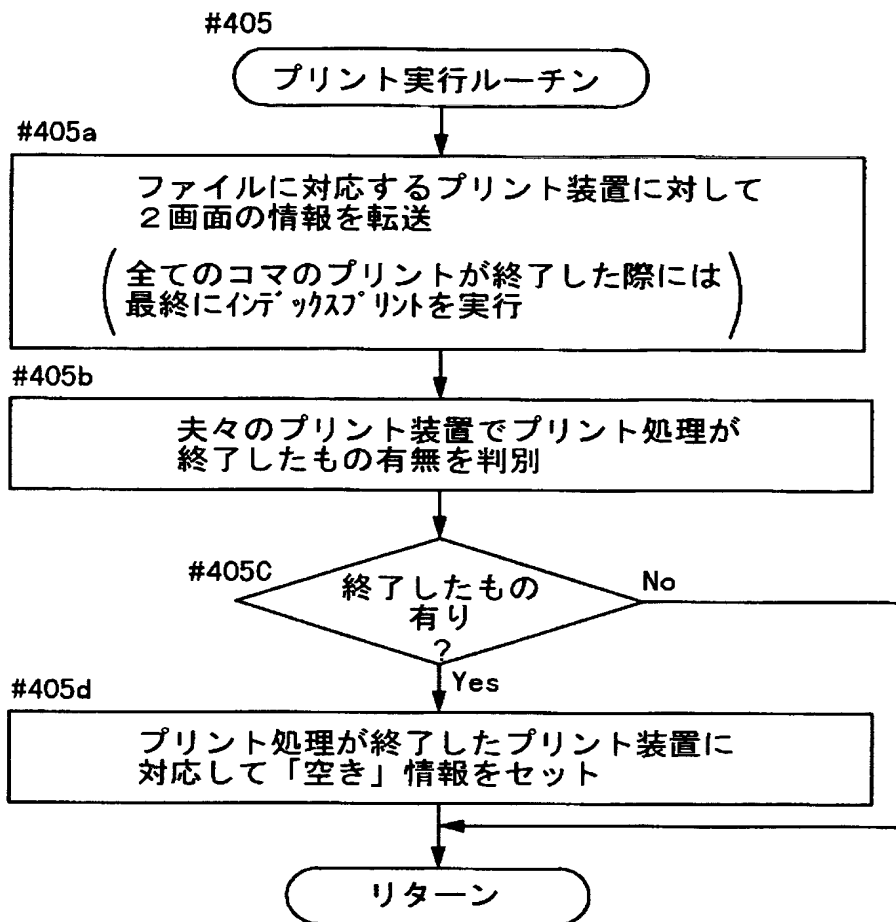 #405
プリント実行ルーチン
#405a
ファイルに対応するプリント装置に対して
2画面の情報を転送
(全てのコマのプリントが終了した際には
最終にｲﾝﾃﾞｯｸｽﾌﾟﾘﾝﾄを実行)
#405b
夫々のプリント装置でプリント処理が
終了したもの有無を判別
#405C
終了したもの
有り
?
No
Yes
#405d
プリント処理が終了したプリント装置に
対応して「空き」情報をセット
リターン